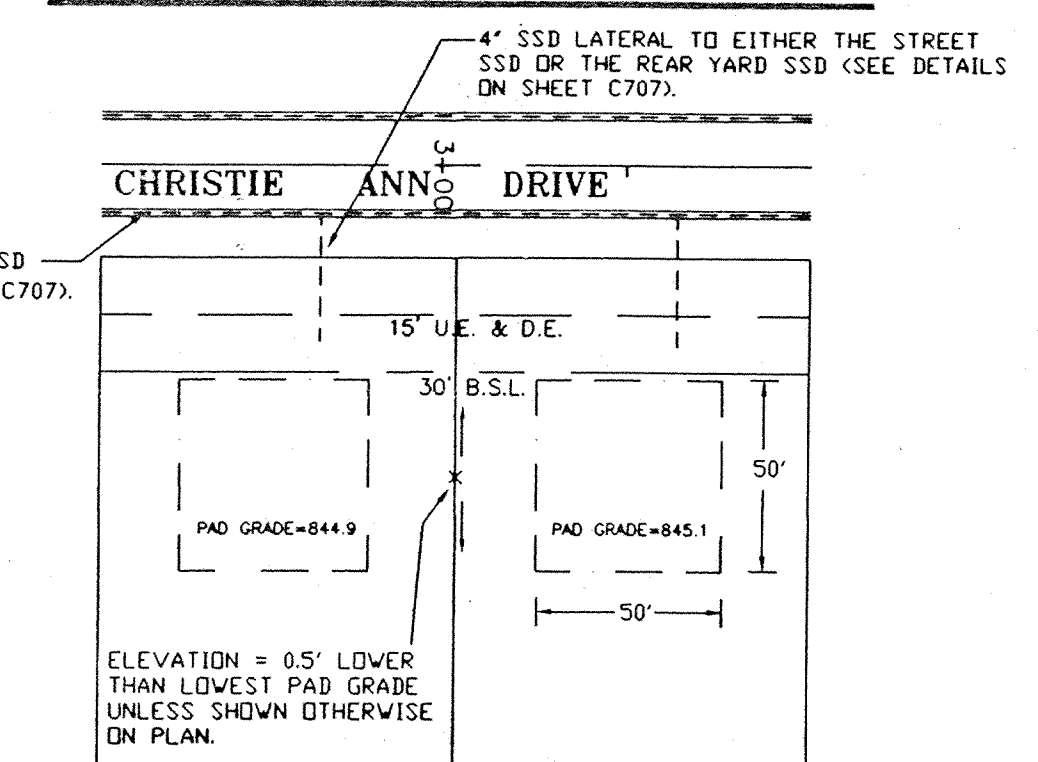 4" SSD LATERAL TO EITHER THE STREET
SSD OR THE REAR YARD SSD (SEE DETAILS
ON SHEET C707).
3+00
CHRISTIE ANN DRIVE
SD
C707).
15' U.E. & D.E.
30' B.S.L.
50'
PAD GRADE=844.9
PAD GRADE=845.1
50'
ELEVATION = 0.5' LOWER
THAN LOWEST PAD GRADE
UNLESS SHOWN OTHERWISE
ON PLAN.